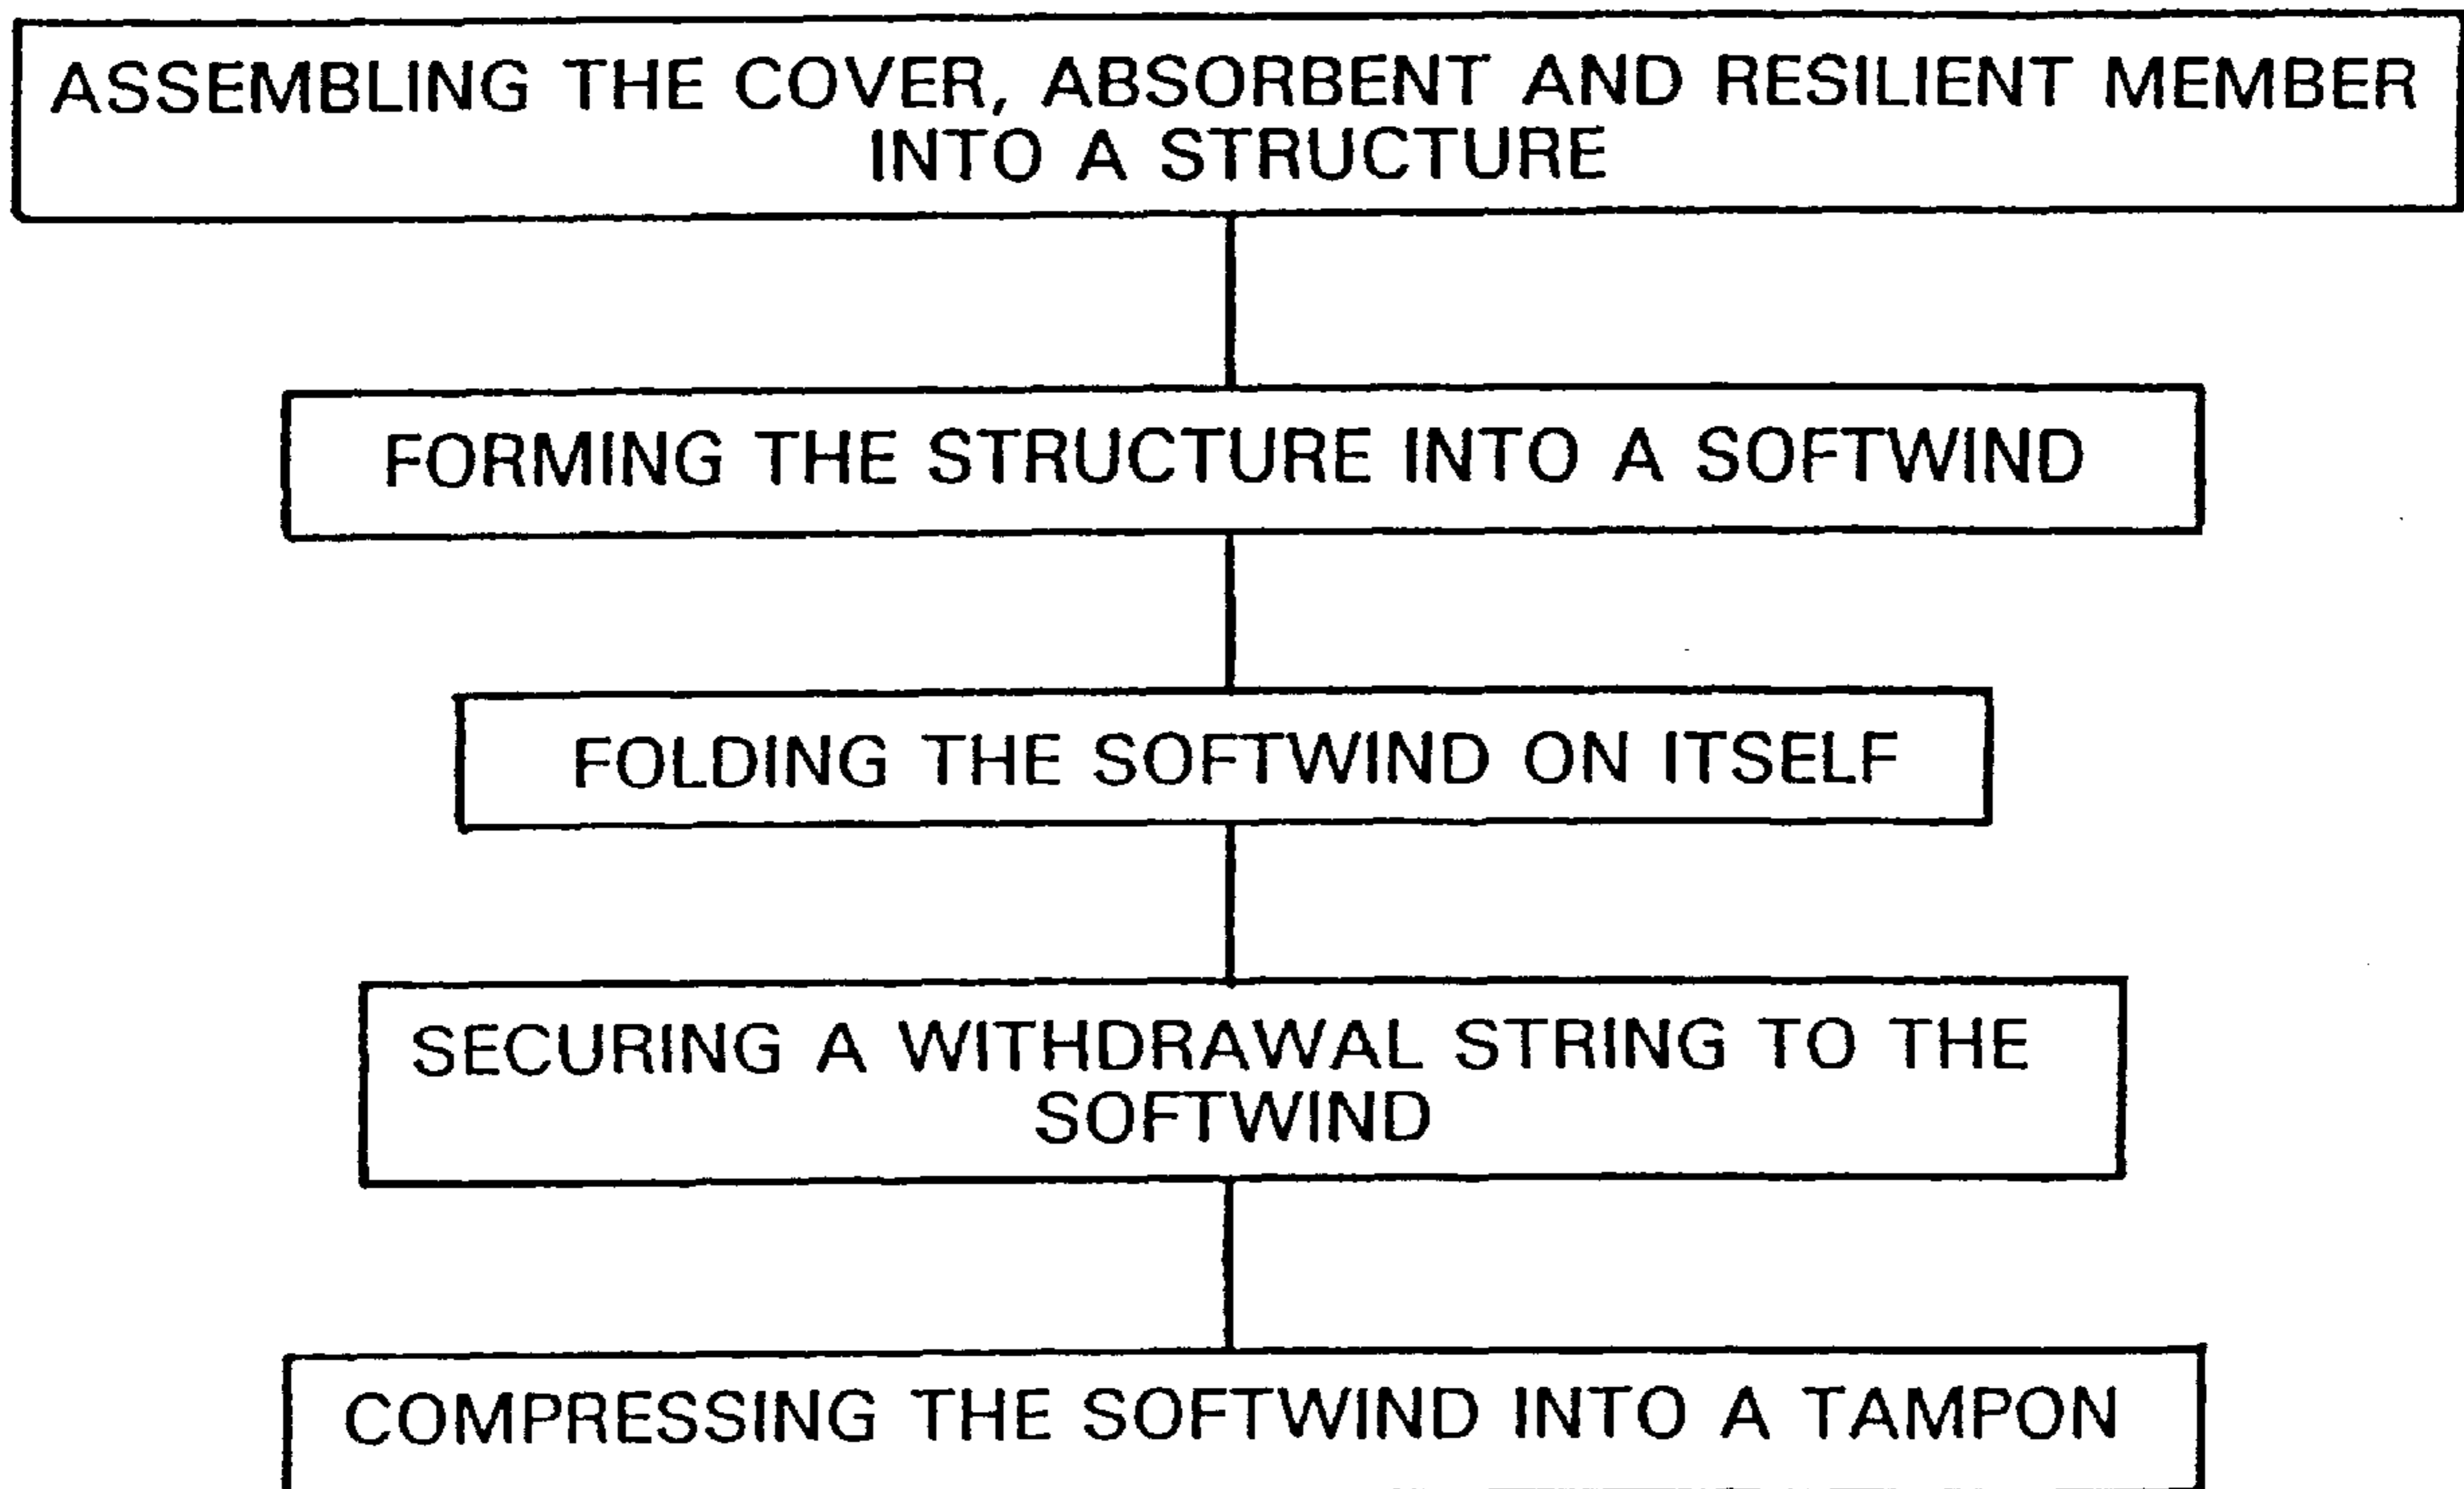 ASSEMBLING THE COVER, ABSORBENT AND RESILIENT MEMBER
INTO A STRUCTURE
FORMING THE STRUCTURE INTO A SOFTWIND
FOLDING THE SOFTWIND ON ITSELF
SECURING A WITHDRAWAL STRING TO THE
SOFTWIND
COMPRESSING THE SOFTWIND INTO A TAMPON